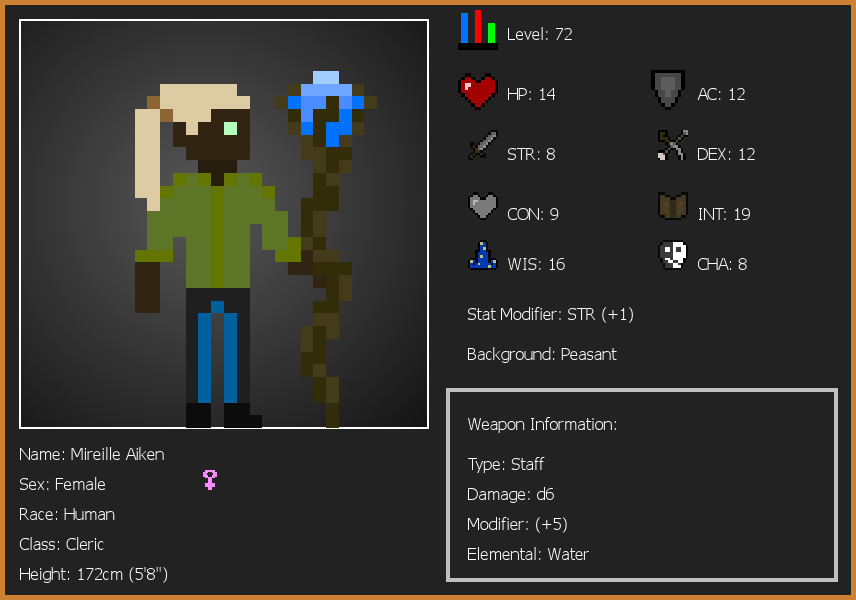 Level: 72
HP: 14
AC: 12
STR: 8
DEX: 12
CON: 9
INT: 19
WIS: 16
CHA: 8
Stat Modifier: STR (+1)
Background: Peasant
Weapon Information:
Type: Staff
Damage: d6
Modifier: (+5)
Elemental: Water
Name: Mireille Aiken
Sex: Female
Race: Human
Class: Cleric
Height: 172cm (5'8")